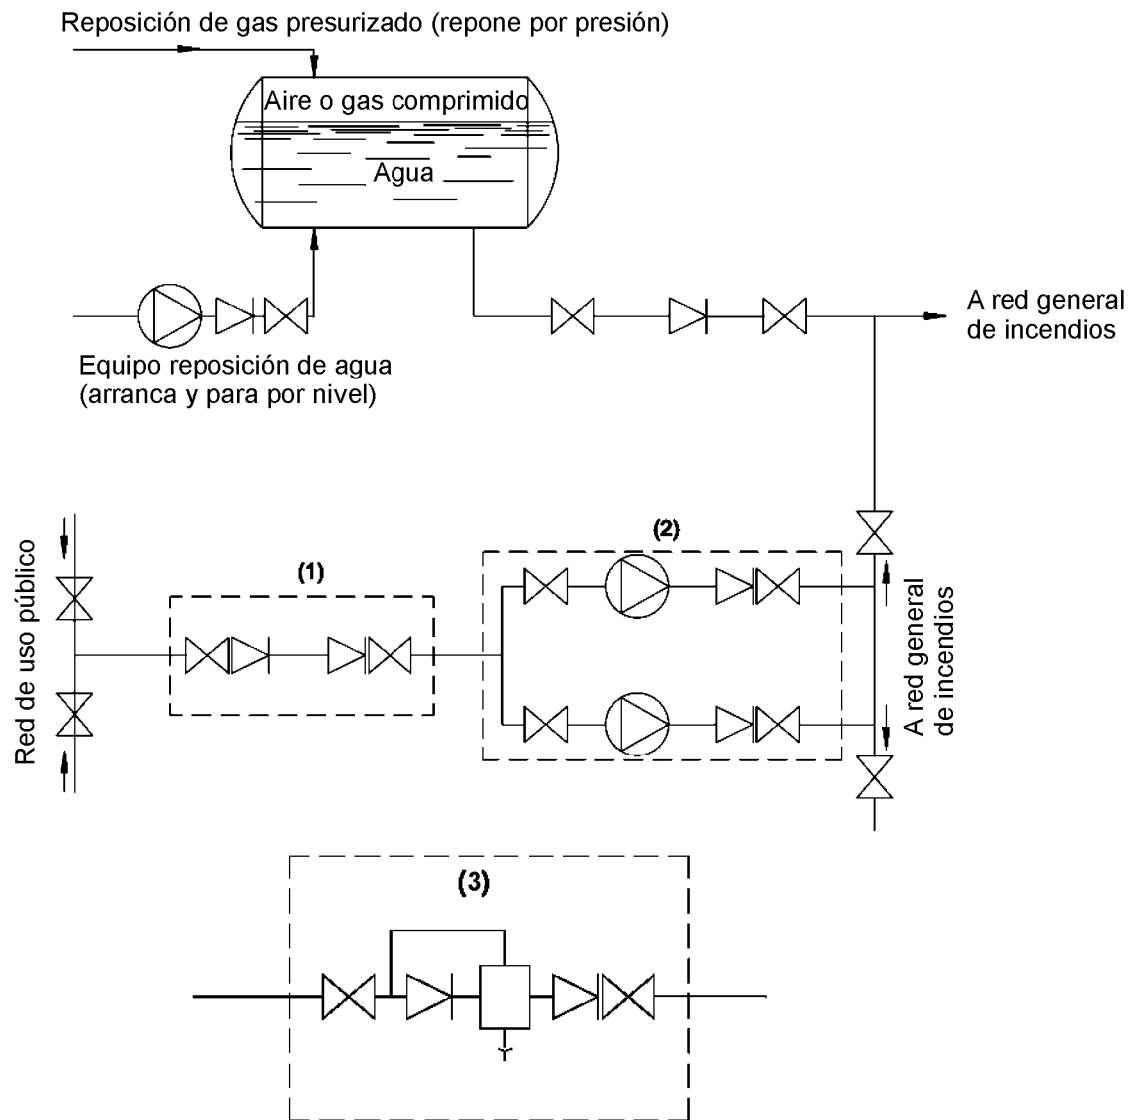 Reposición de gas presurizado (repone por presión)
Aire o gas comprimido
Agua
A red general
de incendios
Equipo reposición de agua
(arranca y para por nivel)
(2)
(1)
Red de uso público
A red general
de incendios
(3)